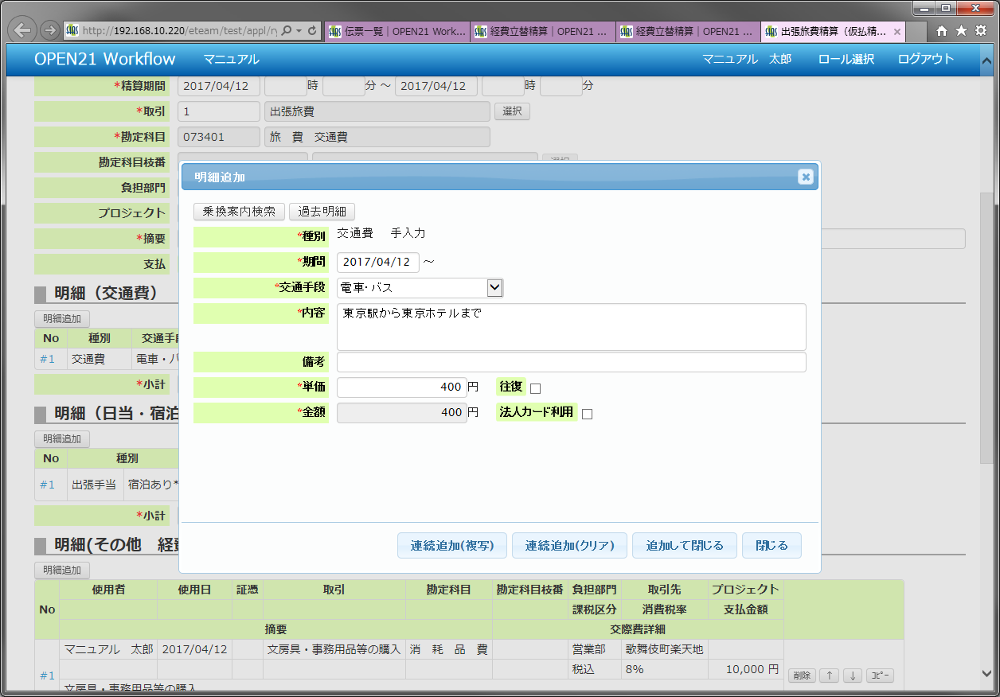 http://192.168.10.220/eteam/test/appl/
伝票一覧 | OPEN21 Work...
経費立替精算 | OPEN21 ...
経費立替精算 | OPEN21 ...
出張旅費精算（仮払精...
OPEN21 Workflow マニュアル マニュアル 太郎 ロール選択 ログアウト
*精算期間 2017/04/12 時 分 ～ 2017/04/12 時 分
*取引 1 出張旅費 選択
*勘定科目 073401 旅　費　交通費
勘定科目枝番
負担部門
プロジェクト
*摘要
支払
明細追加
乗換案内検索 過去明細
*種別 交通費 手入力
*期間 2017/04/12 ～
*交通手段 電車・バス
*内容 東京駅から東京ホテルまで
備考
*単価 400 円 往復
*金額 400 円 法人カード利用
連続追加(複写) 連続追加(クリア) 追加して閉じる 閉じる
明細（交通費）
明細追加
No 種別 交通手
#1 交通費 電車・
*小計
明細（日当・宿泊
明細追加
No 種別
#1 出張手当 宿泊あり*
*小計
明細(その他　経
明細追加
No 使用者 使用日 証憑 取引 勘定科目 勘定科目枝番 負担部門 取引先 プロジェクト
課税区分 消費税率 支払金額
摘要 交際費詳細
#1 マニュアル　太郎 2017/04/12 文房具・事務用品等の購入 消　耗　品　費 営業部 歌舞伎町楽天地
税込 8% 10,000 円 削除 ↑ ↓ ｺﾋﾟｰ
文房具・事務用品等の購入